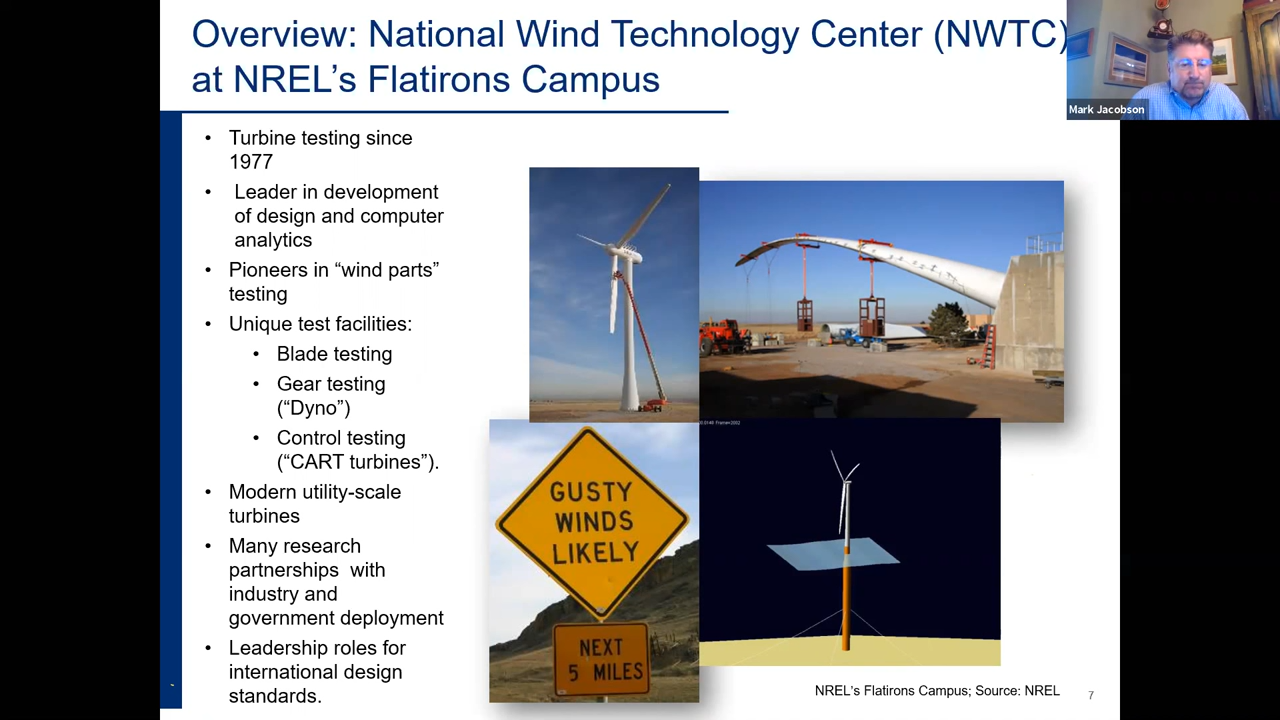 Overview: National Wind Technology Center (NWTC)
at NREL’s Flatirons Campus
Mark Jacobson
• Turbine testing since
1977
• Leader in development
of design and computer
analytics
• Pioneers in “wind parts”
testing
• Unique test facilities:
• Blade testing
• Gear testing
(“Dyno”)
• Control testing
(“CART turbines”).
• Modern utility-scale
turbines
• Many research
partnerships with
industry and
government deployment
• Leadership roles for
international design
standards.
GUSTY
WINDS
LIKELY
NEXT
5 MILES
NREL’s Flatirons Campus; Source: NREL
7